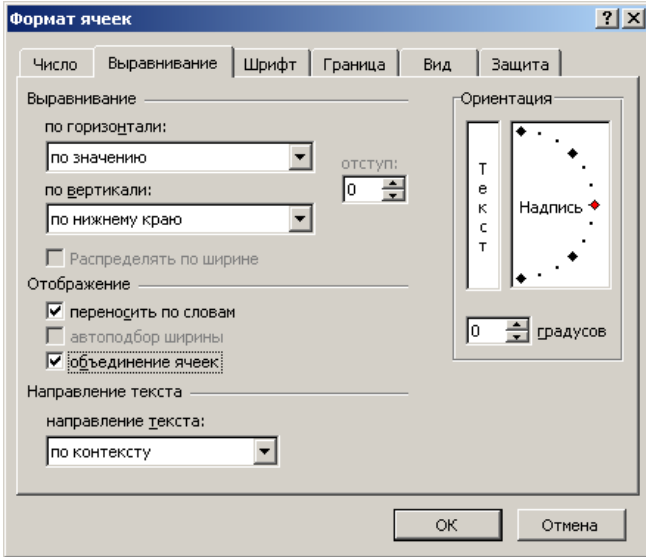 Формат ячеек
Число Выравнивание Шрифт Граница Вид Защита
Выравнивание
по горизонтали:
по значению
отступ:
0
по вертикали:
по нижнему краю
Распределять по ширине
Отображение
переносить по словам
автоподбор ширины
объединение ячеек
Направление текста
направление текста:
по контексту
Ориентация
Текст
Надпись
0 градусов
ОК Отмена